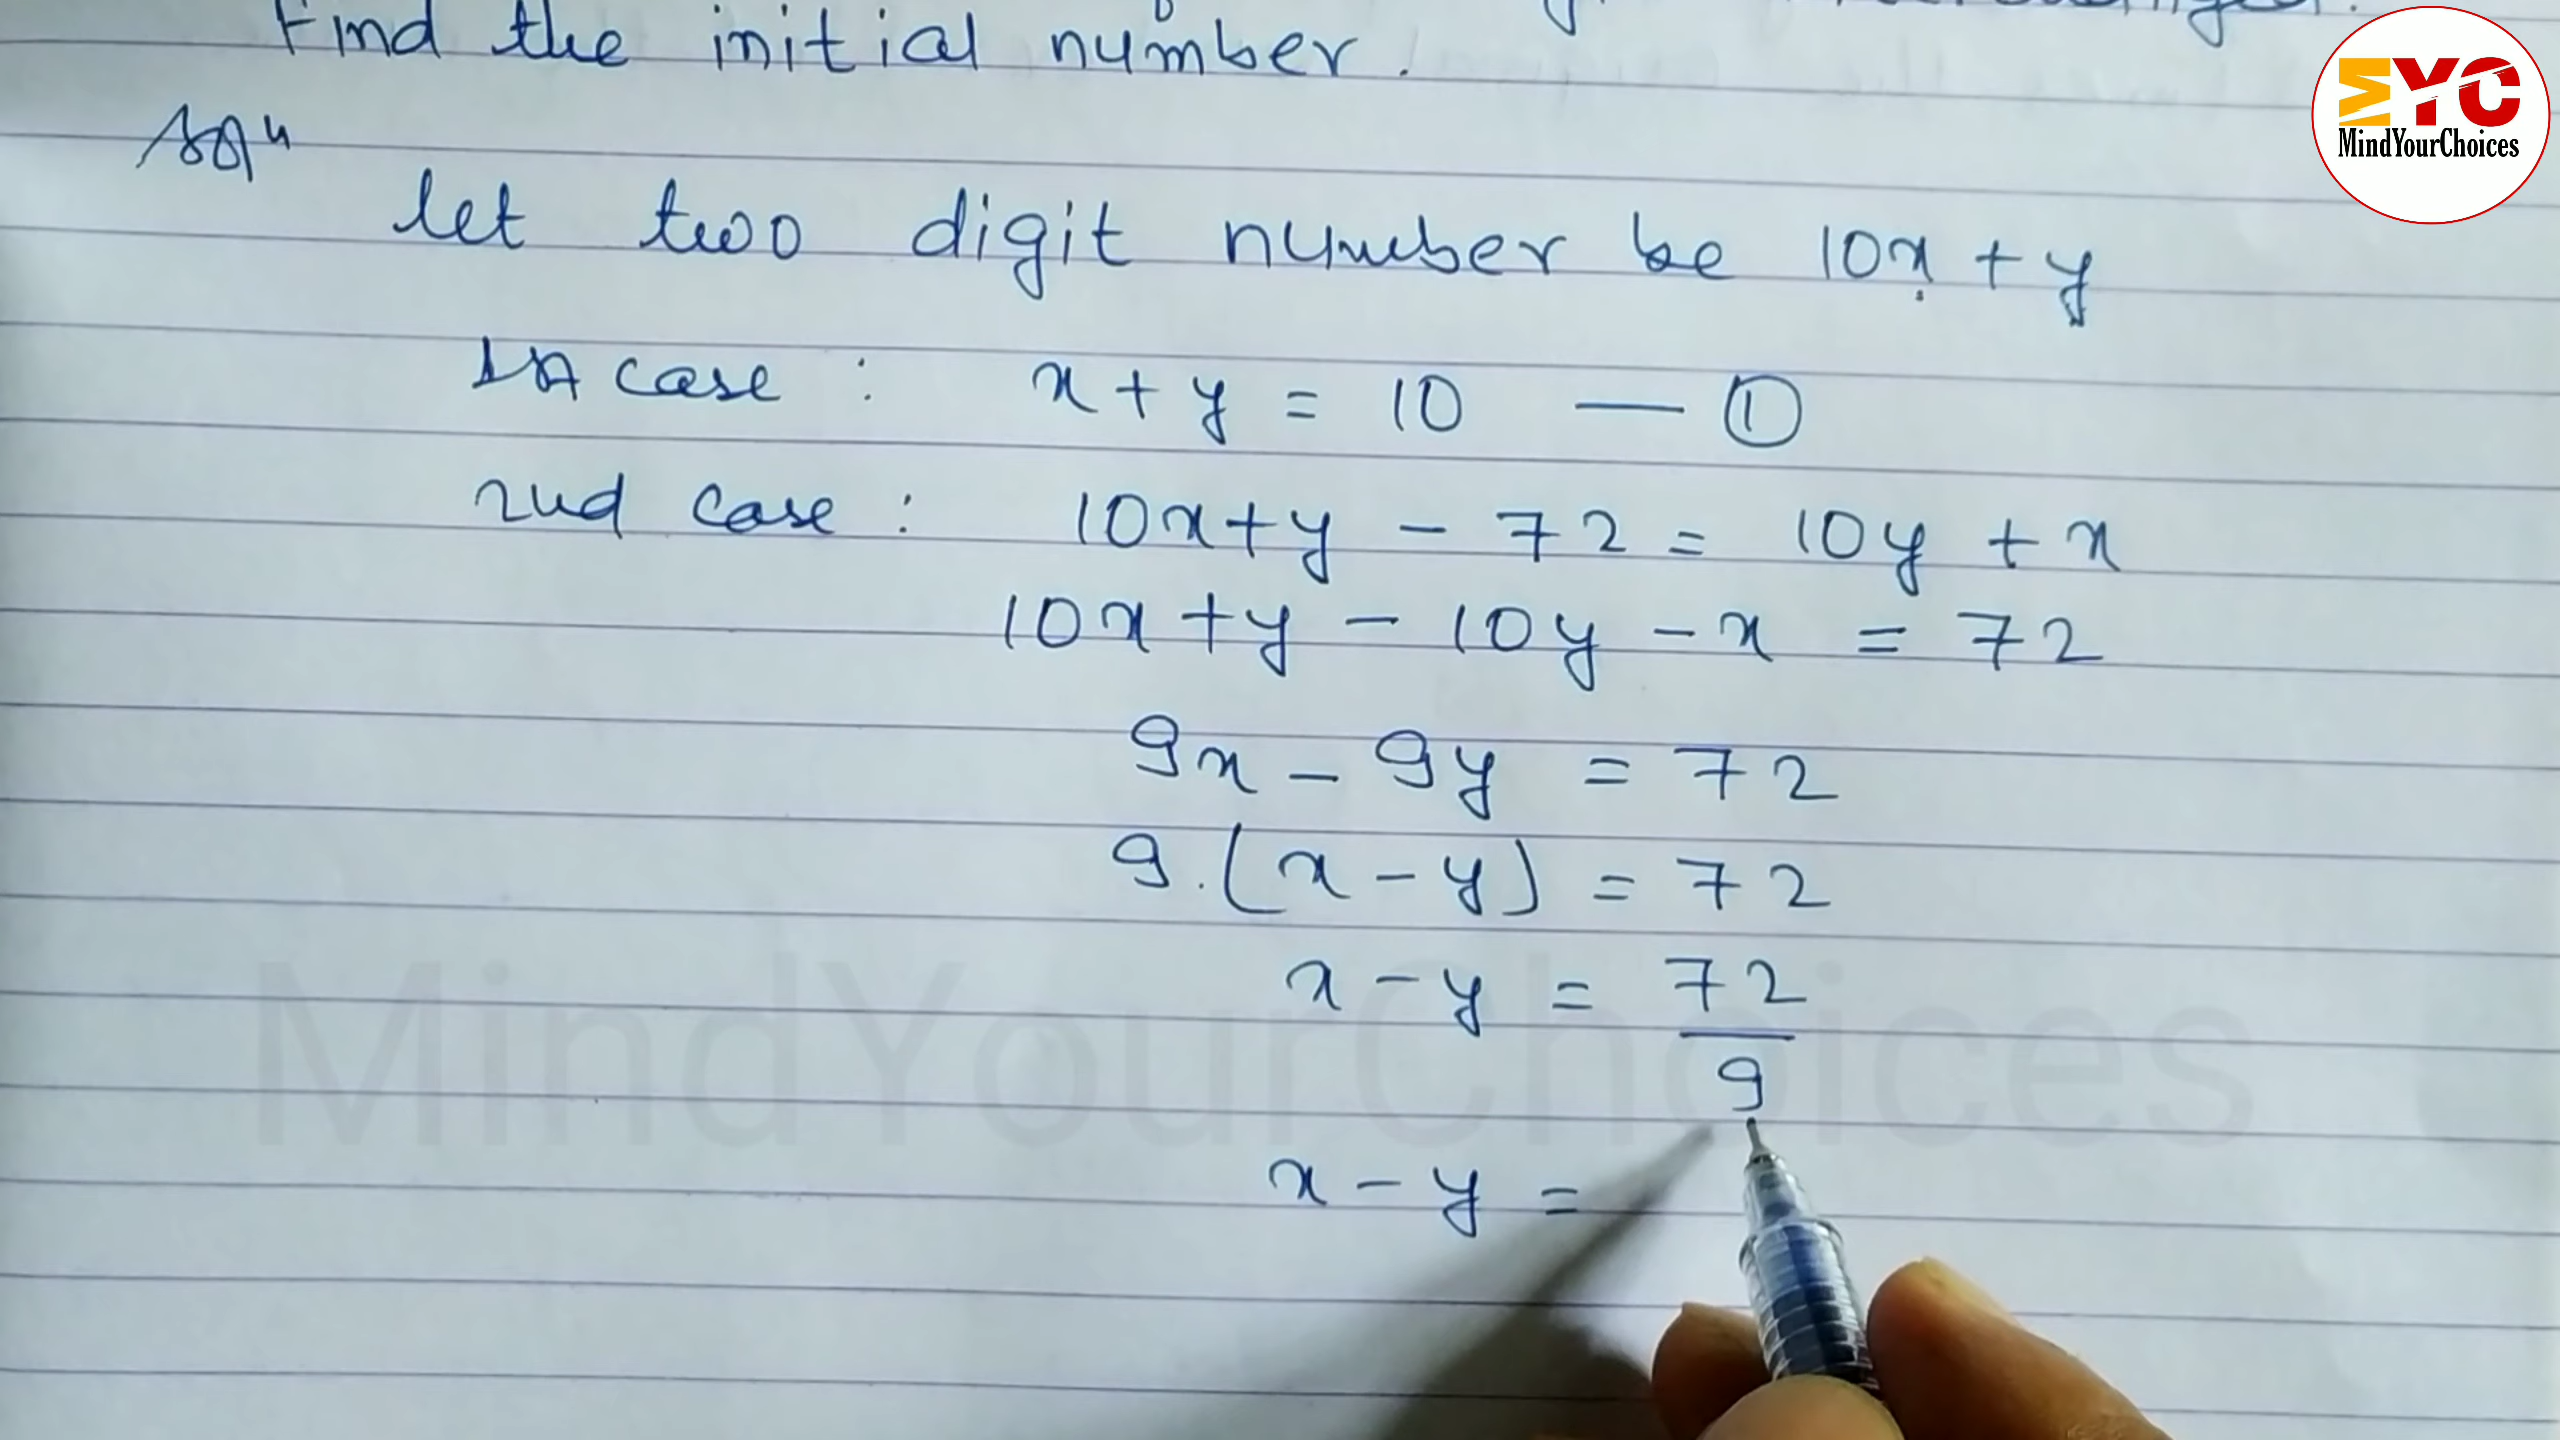 Find the initial number.
MYC
MindYourChoices
Solⁿ
let two digit number be 10x + y
1st case : x + y = 10 — ①
2nd case : 10x+y - 72 = 10y + x
10x+y - 10y - x = 72
9x - 9y = 72
9.(x - y) = 72
x - y = 72
9
MindYourChoices
x - y =